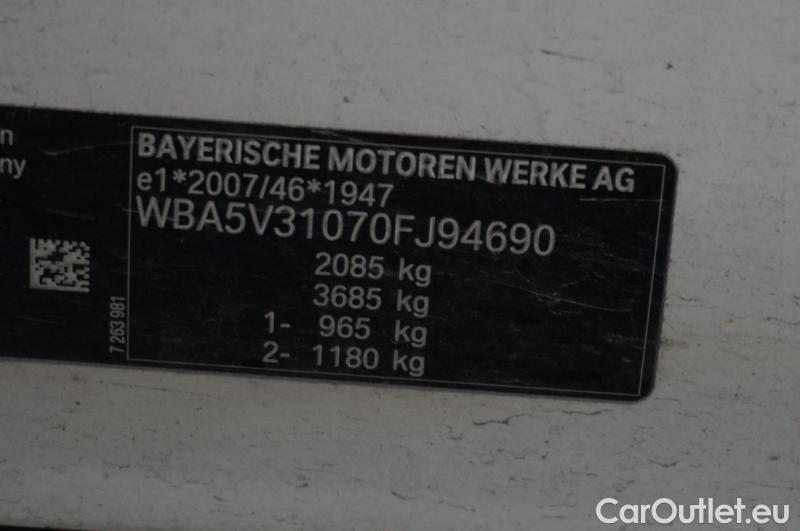 n
ny
BAYERISCHE MOTOREN WERKE AG
e1*2007/46*1947
WBA5V31070FJ94690
2085 kg
3685 kg
1- 965 kg
2- 1180 kg
7 263 981
CarOutlet.eu